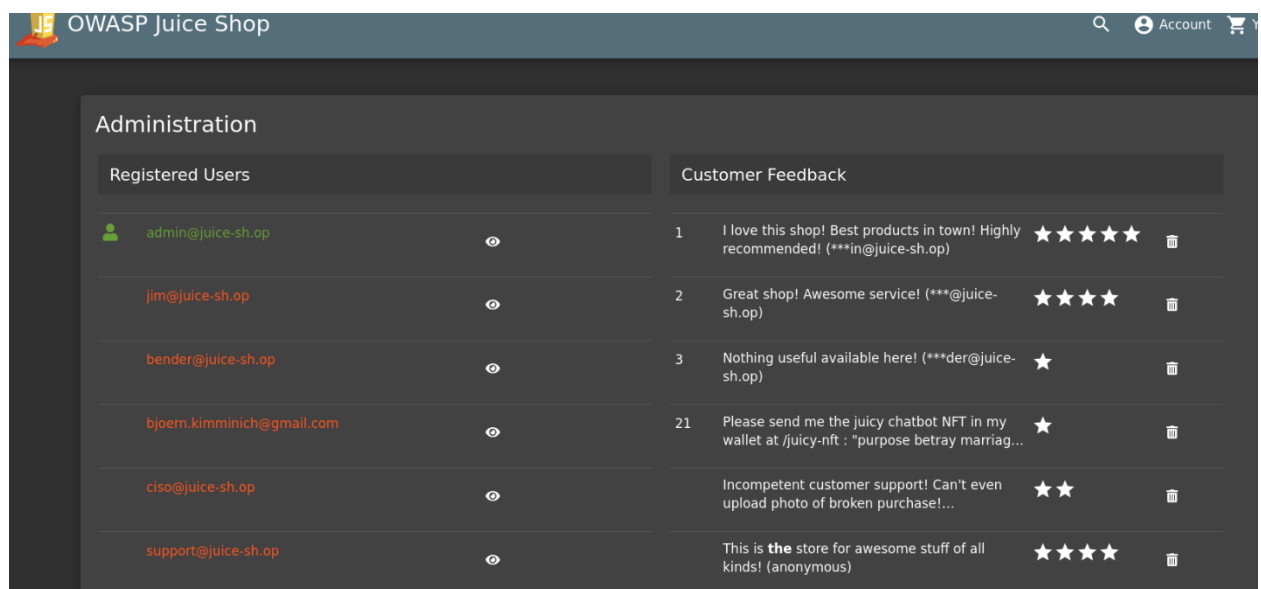 OWASP Juice Shop
Account
Administration
Registered Users
admin@juice-sh.op
jim@juice-sh.op
bender@juice-sh.op
bjoern.kimminich@gmail.com
ciso@juice-sh.op
support@juice-sh.op
Customer Feedback
1
I love this shop! Best products in town! Highly
recommended! (***in@juice-sh.op)
2
Great shop! Awesome service! (***@juice-
sh.op)
3
Nothing useful available here! (***der@juice-
sh.op)
21
Please send me the juicy chatbot NFT in my
wallet at /juicy-nft : "purpose betray marriag...
Incompetent customer support! Can't even
upload photo of broken purchase!...
This is the store for awesome stuff of all
kinds! (anonymous)